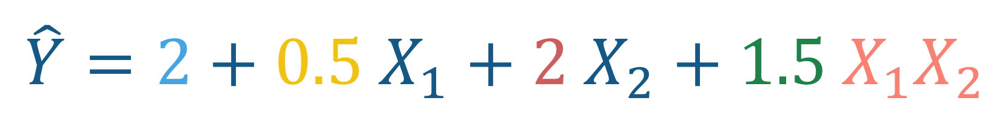 Ŷ = 2 + 0.5 X₁ + 2 X₂ + 1.5 X₁X₂